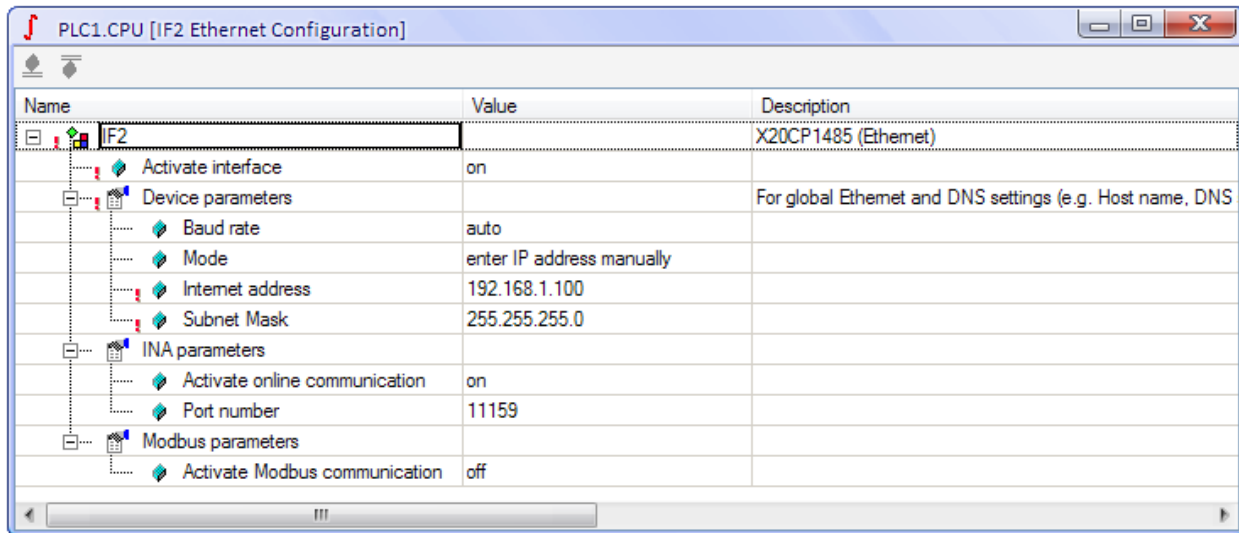 PLC1.CPU [IF2 Ethernet Configuration]
Name Value Description
IF2 X20CP1485 (Ethernet)
Activate interface on
Device parameters For global Ethernet and DNS settings (e.g. Host name, DNS
Baud rate auto
Mode enter IP address manually
Internet address 192.168.1.100
Subnet Mask 255.255.255.0
INA parameters
Activate online communication on
Port number 11159
Modbus parameters
Activate Modbus communication off